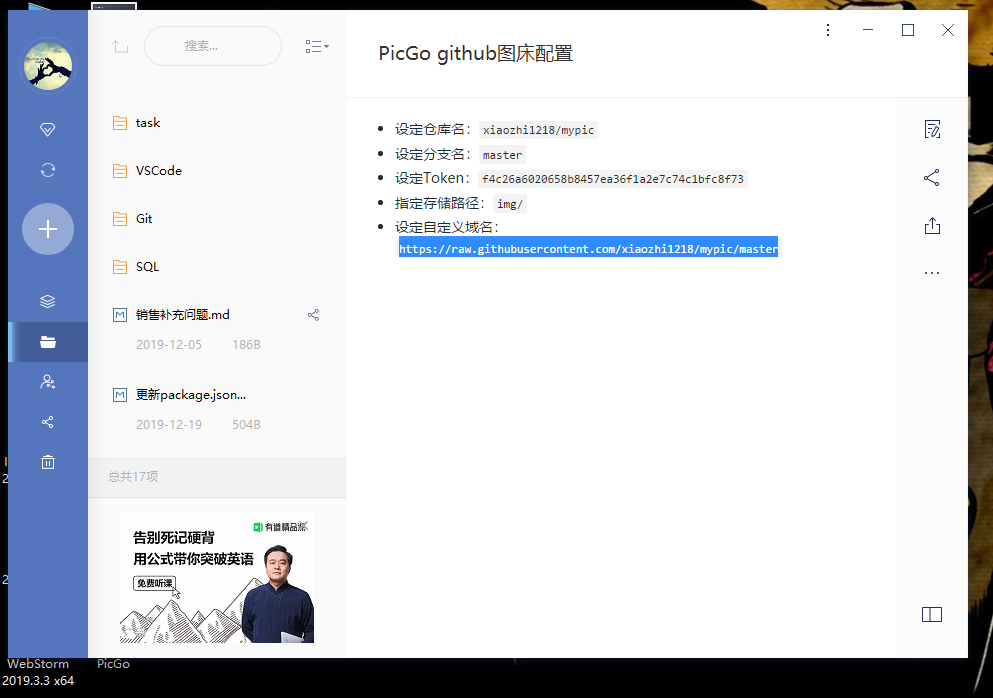 搜索...
task
VSCode
Git
SQL
销售补充问题.md
2019-12-05 186B
更新package.json...
2019-12-19 504B
总共17项
有道精品课
告别死记硬背
用公式带你突破英语
免费听课
PicGo github图床配置
设定仓库名： xiaozhi1218/mypic
设定分支名： master
设定Token： f4c26a6020658b8457ea36f1a2e7c74c1bfc8f73
指定存储路径： img/
设定自定义域名：
https://raw.githubusercontent.com/xiaozhi1218/mypic/master
WebStorm
2019.3.3 x64
PicGo